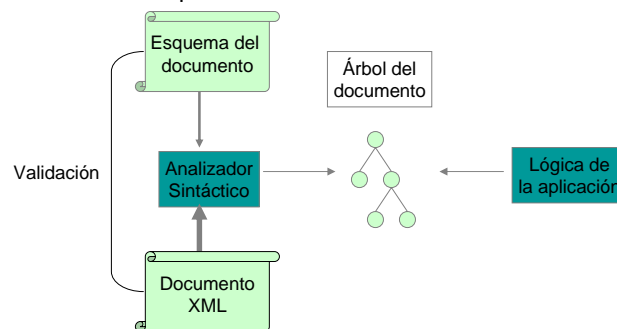 Esquema del
documento
Árbol del
documento
Validación
Analizador
Sintáctico
Lógica de
la aplicación
Documento
XML